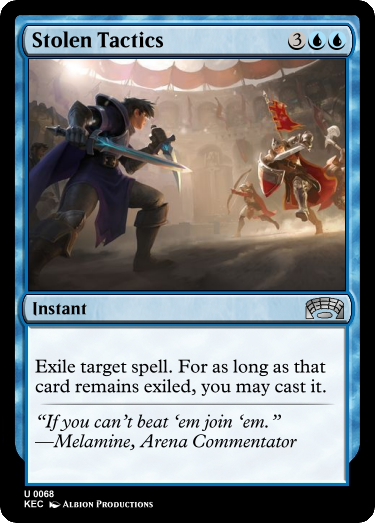 Stolen Tactics 3
Instant
Exile target spell. For as long as that
card remains exiled, you may cast it.
“If you can’t beat ‘em join ‘em.”
—Melamine, Arena Commentator
U 0068
KEC Albion Productions